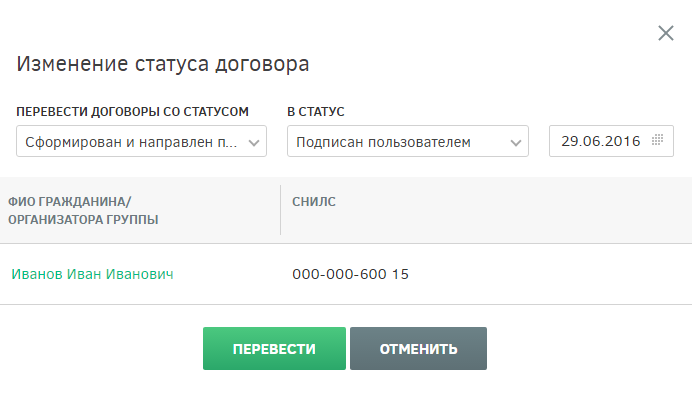 Изменение статуса договора
ПЕРЕВЕСТИ ДОГОВОРЫ СО СТАТУСОМ В СТАТУС
Сформирован и направлен п... Подписан пользователем 29.06.2016
ФИО ГРАЖДАНИНА/ СНИЛС
ОРГАНИЗАТОРА ГРУППЫ
Иванов Иван Иванович 000-000-600 15
ПЕРЕВЕСТИ ОТМЕНИТЬ